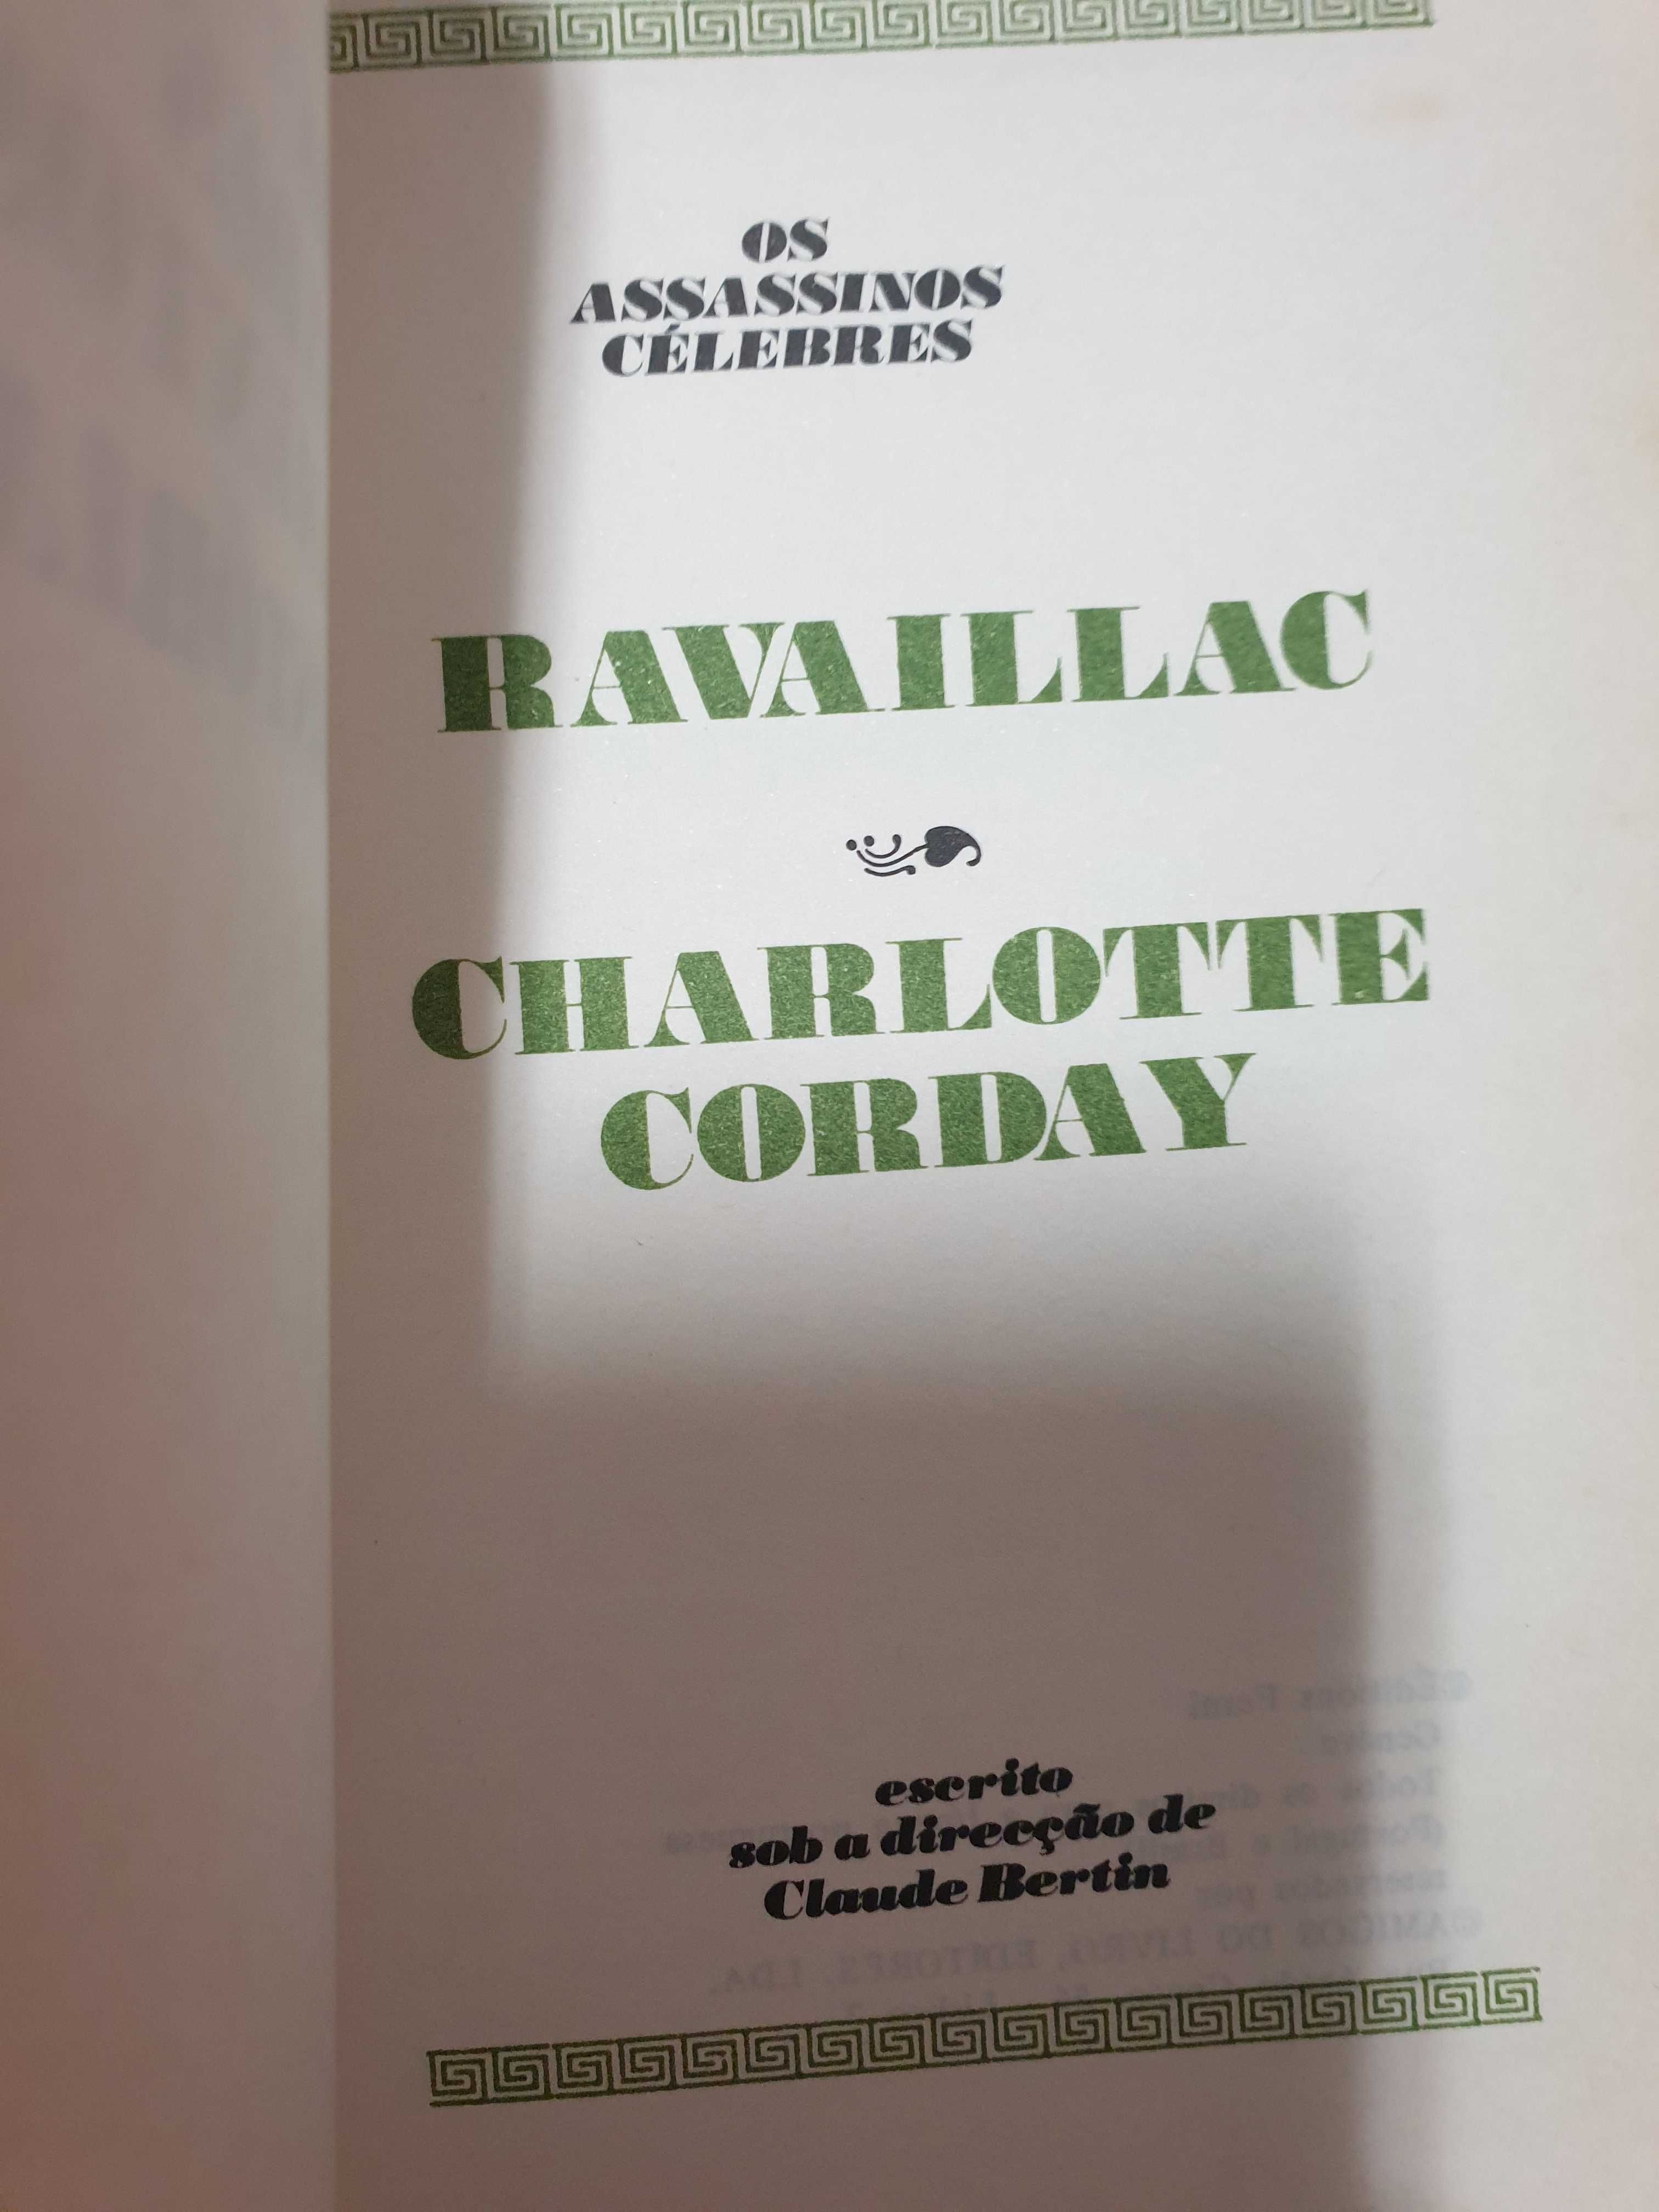 OS
ASSASSINOS
CÉLEBRES
RAVAILLAC
CHARLOTTE
CORDAY
escrito
sob a direcção de
Claude Bertin